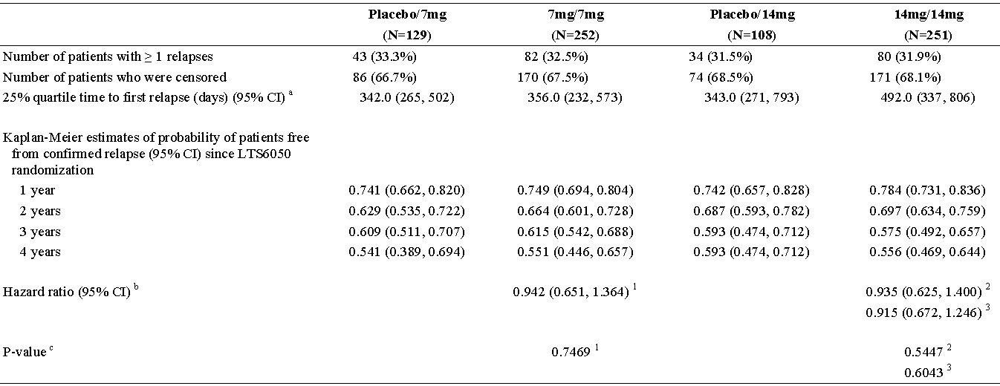 Placebo/7mg 7mg/7mg Placebo/14mg 14mg/14mg
(N=129) (N=252) (N=108) (N=251)
Number of patients with ≥ 1 relapses 43 (33.3%) 82 (32.5%) 34 (31.5%) 80 (31.9%)
Number of patients who were censored 86 (66.7%) 170 (67.5%) 74 (68.5%) 171 (68.1%)
25% quartile time to first relapse (days) (95% CI) a 342.0 (265, 502) 356.0 (232, 573) 343.0 (271, 793) 492.0 (337, 806)
Kaplan-Meier estimates of probability of patients free
from confirmed relapse (95% CI) since LTS6050
randomization
1 year 0.741 (0.662, 0.820) 0.749 (0.694, 0.804) 0.742 (0.657, 0.828) 0.784 (0.731, 0.836)
2 years 0.629 (0.535, 0.722) 0.664 (0.601, 0.728) 0.687 (0.593, 0.782) 0.697 (0.634, 0.759)
3 years 0.609 (0.511, 0.707) 0.615 (0.542, 0.688) 0.593 (0.474, 0.712) 0.575 (0.492, 0.657)
4 years 0.541 (0.389, 0.694) 0.551 (0.446, 0.657) 0.593 (0.474, 0.712) 0.556 (0.469, 0.644)
Hazard ratio (95% CI) b 0.942 (0.651, 1.364) 1 0.935 (0.625, 1.400) 2
0.915 (0.672, 1.246) 3
P-value c 0.7469 1 0.5447 2
0.6043 3